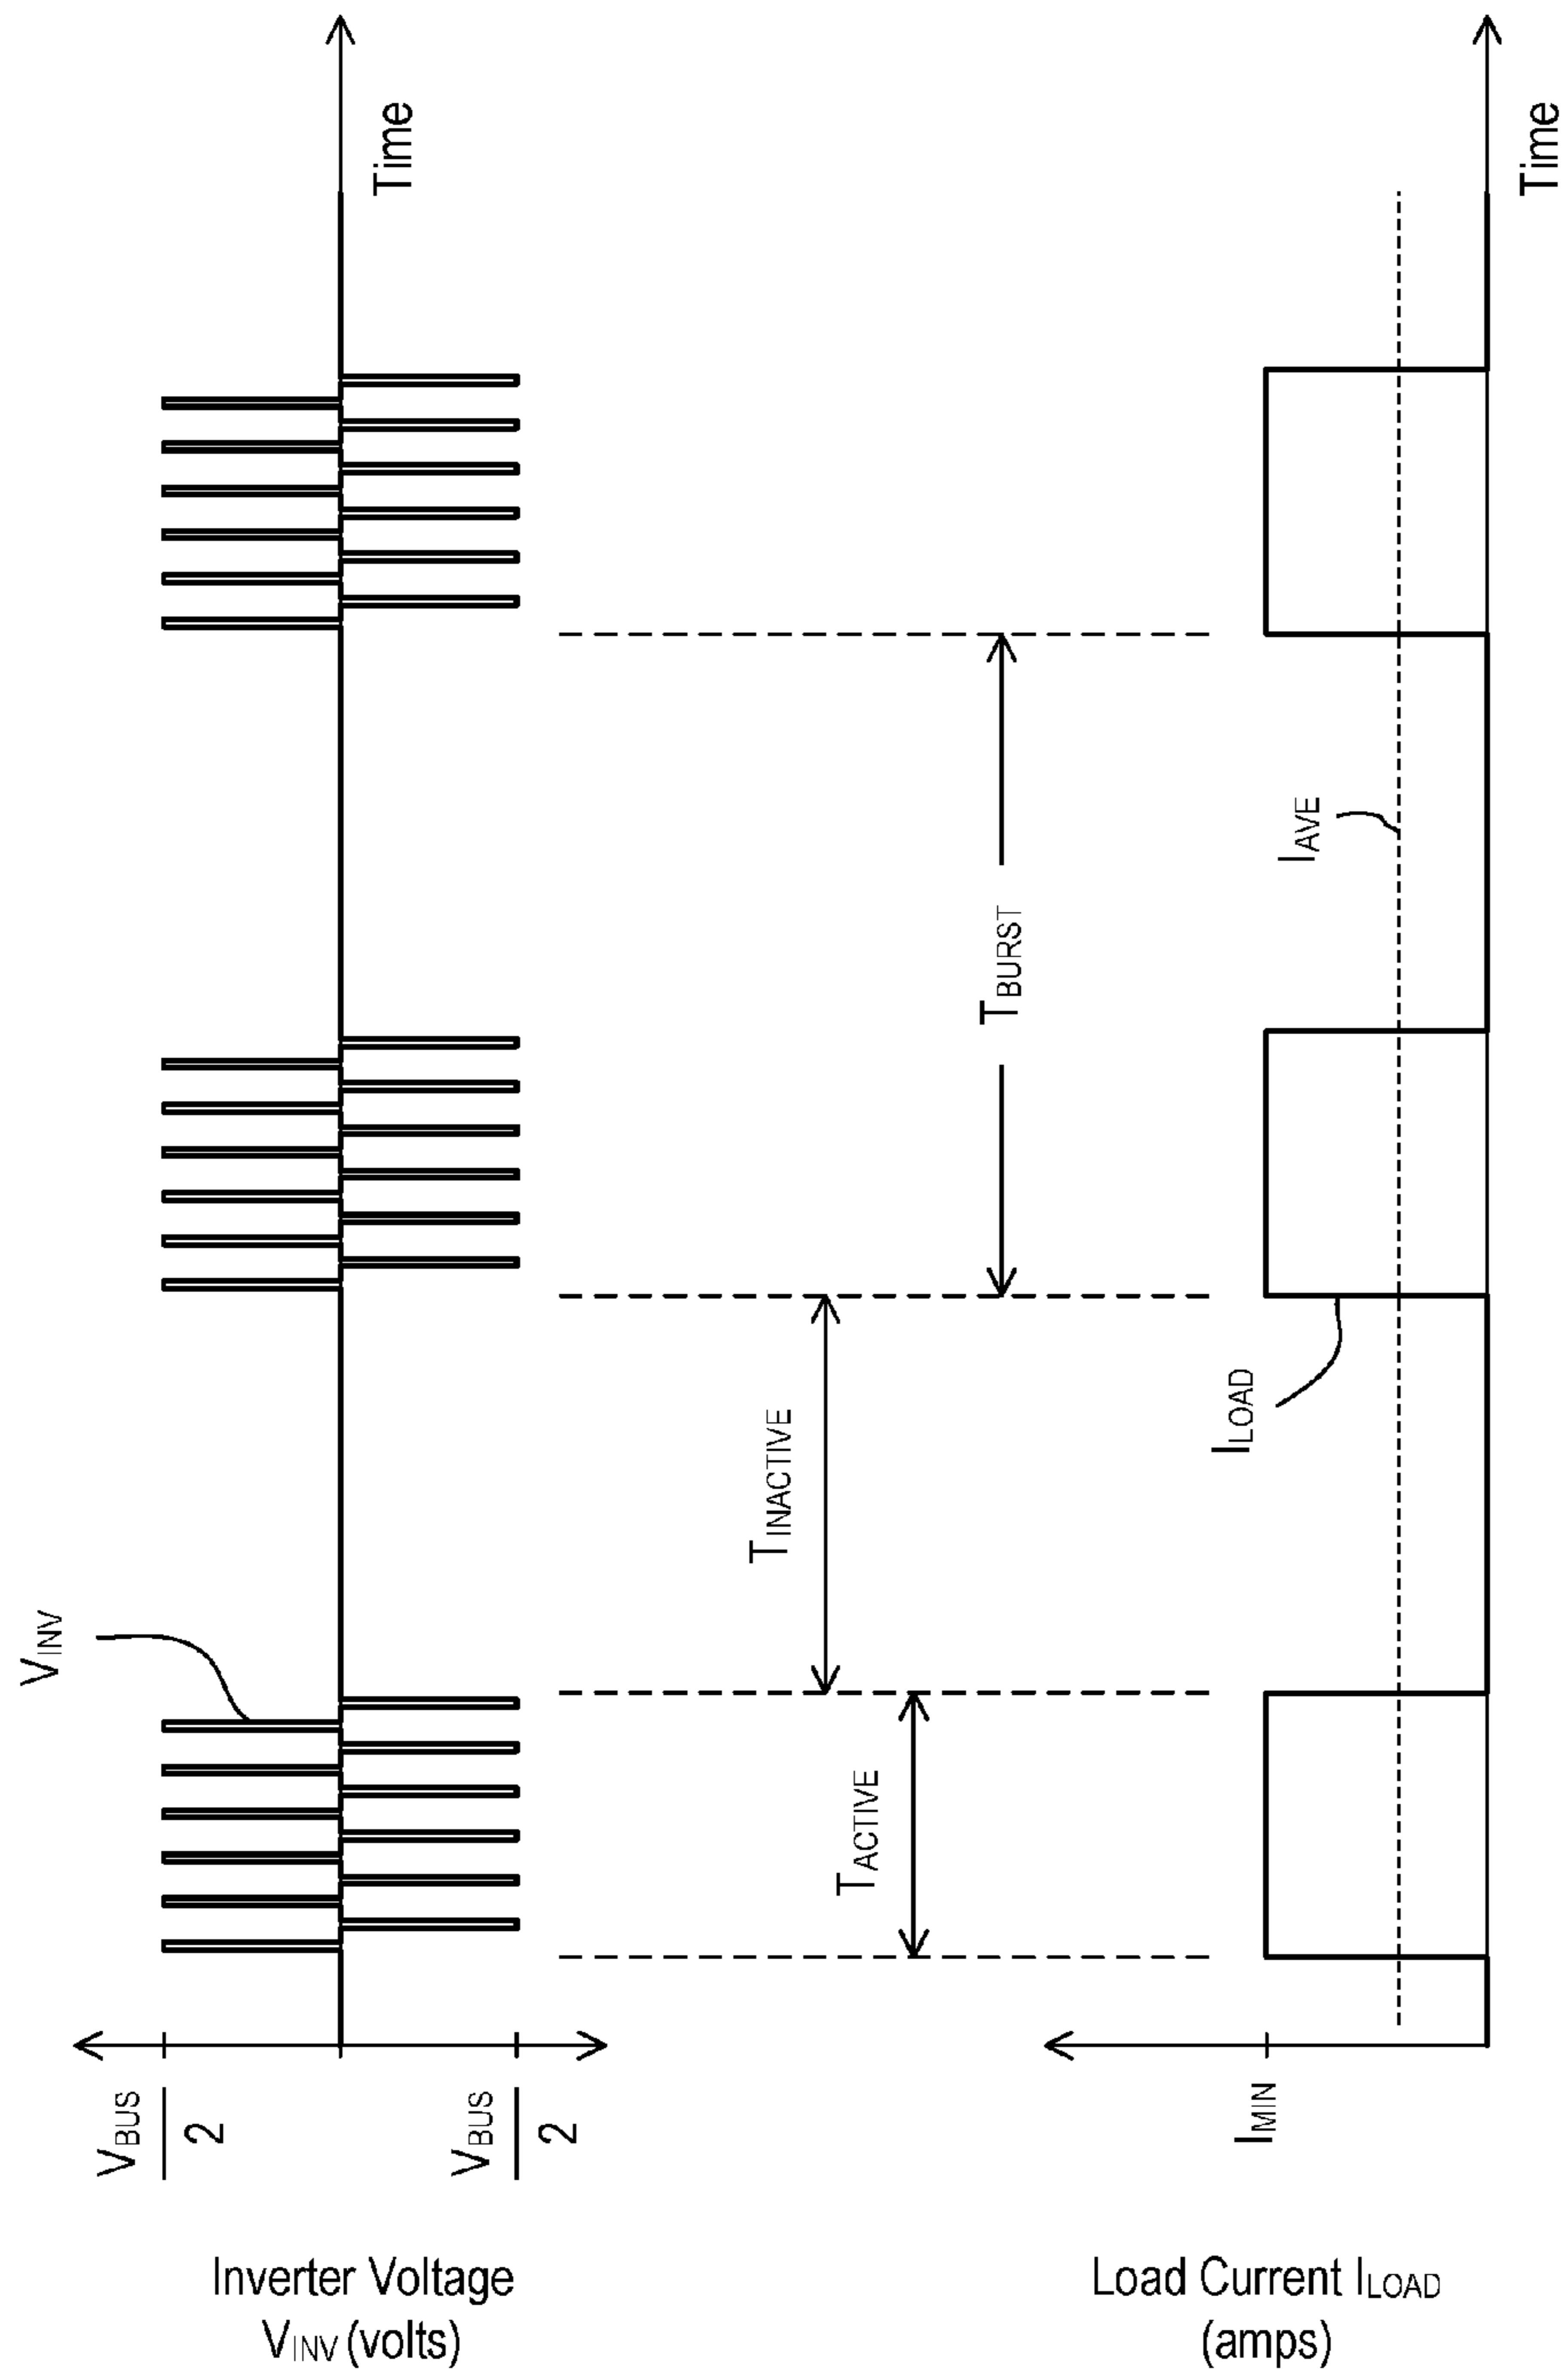 Inverter Voltage
VINV (volts)
VBUS
2
VBUS
2
VINV
Time
TACTIVE
TINACTIVE
TBURST
Load Current ILOAD
(amps)
IMIN
ILOAD
IAVE
Time